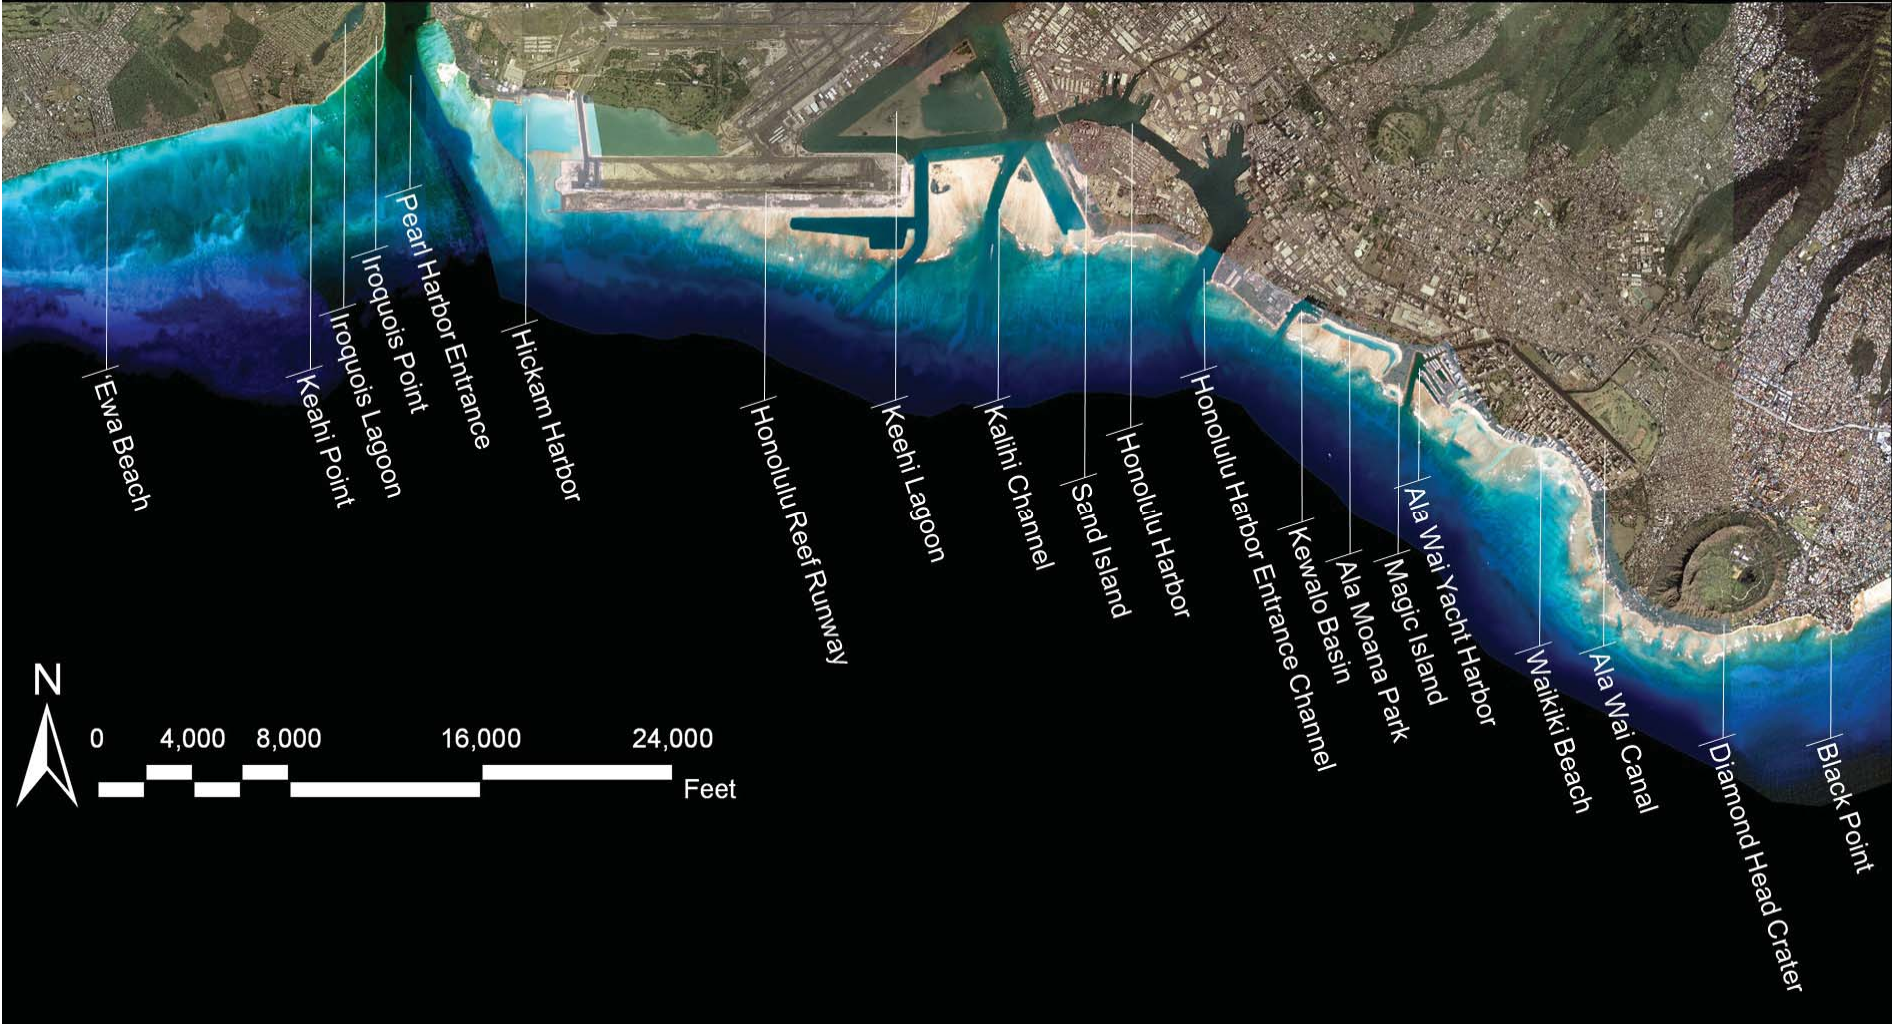 'Ewa Beach
Keahi Point
Iroquois Lagoon
Iroquois Point
Pearl Harbor Entrance
Hickam Harbor
Honolulu Reef Runway
Keehi Lagoon
Kalihi Channel
Sand Island
Honolulu Harbor
Honolulu Harbor Entrance Channel
Kewalo Basin
Ala Moana Park
Magic Island
Ala Wai Yacht Harbor
Waikiki Beach
Ala Wai Canal
Diamond Head Crater
Black Point
N
0 4,000 8,000 16,000 24,000
Feet